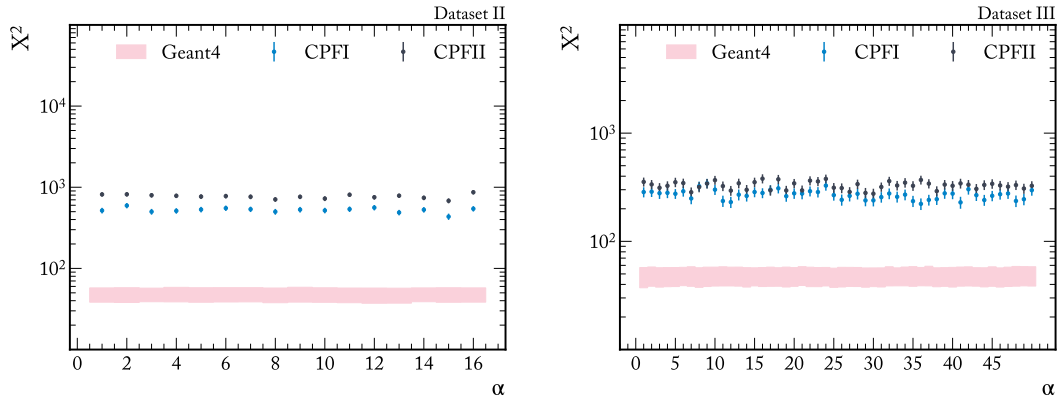 Dataset II
X²
Geant4 CPFI CPFII
10⁴
10³
10²
0 2 4 6 8 10 12 14 16
α
Dataset III
X²
Geant4 CPFI CPFII
10³
10²
0 5 10 15 20 25 30 35 40 45
α